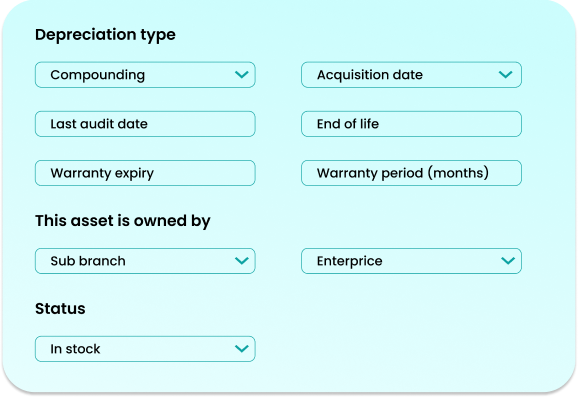 Depreciation type
Compounding
Acquisition date
Last audit date
End of life
Warranty expiry
Warranty period (months)
This asset is owned by
Sub branch
Enterprice
Status
In stock